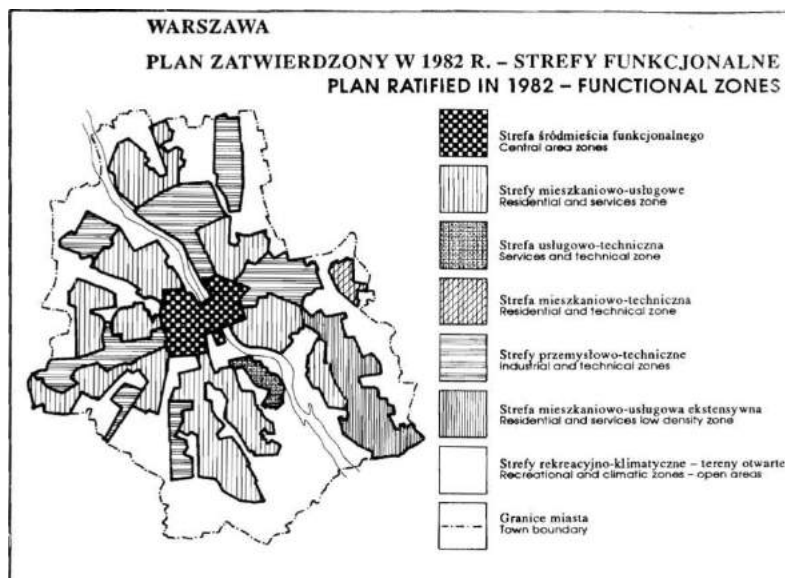 WARSZAWA
PLAN ZATWIERDZONY W 1982 R. – STREFY FUNKCJONALNE
PLAN RATIFIED IN 1982 – FUNCTIONAL ZONES
Strefa śródmieścia funkcjonalnego
Central area zones
Strefy mieszkaniowo-usługowe
Residential and services zone
Strefa usługowo-techniczna
Services and technical zone
Strefa mieszkaniowo-techniczna
Residential and technical zone
Strefy przemysłowo-techniczne
Industrial and technical zones
Strefa mieszkaniowo-usługowa ekstensywna
Residential and services low density zone
Strefy rekreacyjno-klimatyczne – tereny otwarte
Recreational and climatic zones – open areas
Granice miasta
Town boundary